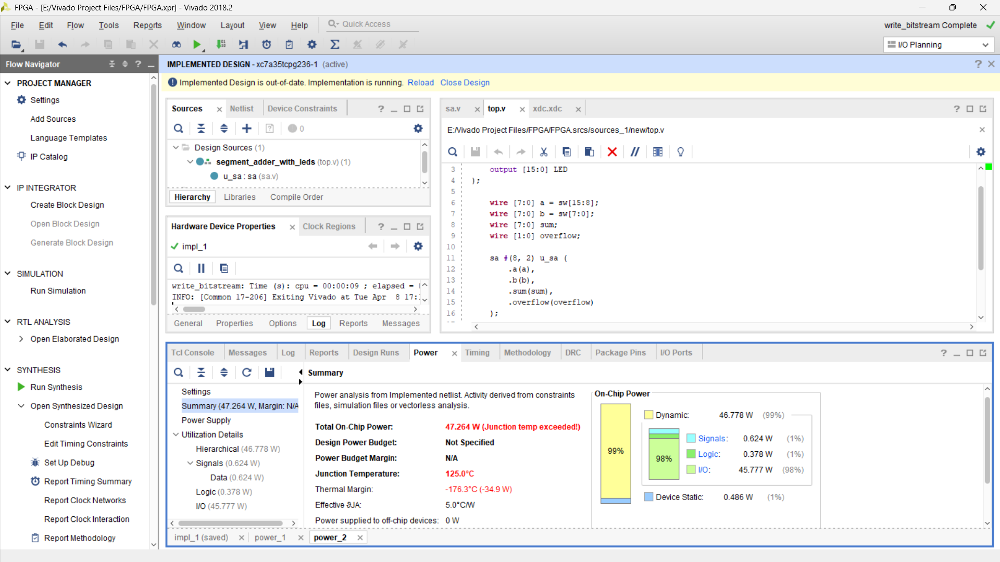 FPGA - [E:/Vivado Project Files/FPGA/FPGA.xpr] - Vivado 2018.2
File Edit Flow Tools Reports Window Layout View Help Quick Access
write_bitstream Complete
I/O Planning
Flow Navigator
PROJECT MANAGER
Settings
Add Sources
Language Templates
IP Catalog
IP INTEGRATOR
Create Block Design
Open Block Design
Generate Block Design
SIMULATION
Run Simulation
RTL ANALYSIS
Open Elaborated Design
SYNTHESIS
Run Synthesis
Open Synthesized Design
Constraints Wizard
Edit Timing Constraints
Set Up Debug
Report Timing Summary
Report Clock Networks
Report Clock Interaction
Report Methodology
IMPLEMENTED DESIGN - xc7a35tcpg236-1 (active)
Implemented Design is out-of-date. Implementation is running. Reload Close Design
Sources Netlist Device Constraints
0
Design Sources (1)
segment_adder_with_leds (top.v) (1)
u_sa : sa (sa.v)
Hierarchy Libraries Compile Order
Hardware Device Properties Clock Regions
impl_1
write_bitstream: Time (s): cpu = 00:00:09 ; elapsed = (
INFO: [Common 17-206] Exiting Vivado at Tue Apr  8 17:
General Properties Options Log Reports Messages
sa.v top.v xdc.xdc
E:/Vivado Project Files/FPGA/FPGA.srcs/sources_1/new/top.v
3 output [15:0] LED
4 );
5
6 wire [7:0] a = sw[15:8];
7 wire [7:0] b = sw[7:0];
8 wire [7:0] sum;
9 wire [1:0] overflow;
10
11 sa #(8, 2) u_sa (
12 .a(a),
13 .b(b),
14 .sum(sum),
15 .overflow(overflow)
16 );
Tcl Console Messages Log Reports Design Runs Power Timing Methodology DRC Package Pins I/O Ports
Summary
Settings
Summary (47.264 W, Margin: N/A
Power Supply
Utilization Details
Hierarchical (46.778 W)
Signals (0.624 W)
Data (0.624 W)
Logic (0.378 W)
I/O (45.777 W)
Power analysis from Implemented netlist. Activity derived from constraints
files, simulation files or vectorless analysis.
Total On-Chip Power: 47.264 W (Junction temp exceeded!)
Design Power Budget: Not Specified
Power Budget Margin: N/A
Junction Temperature: 125.0°C
Thermal Margin: -176.3°C (-34.9 W)
Effective ϑJA: 5.0°C/W
Power supplied to off-chip devices: 0 W
On-Chip Power
99%
98%
Dynamic: 46.778 W (99%)
Signals: 0.624 W (1%)
Logic: 0.378 W (1%)
I/O: 45.777 W (98%)
Device Static: 0.486 W (1%)
impl_1 (saved) power_1 power_2